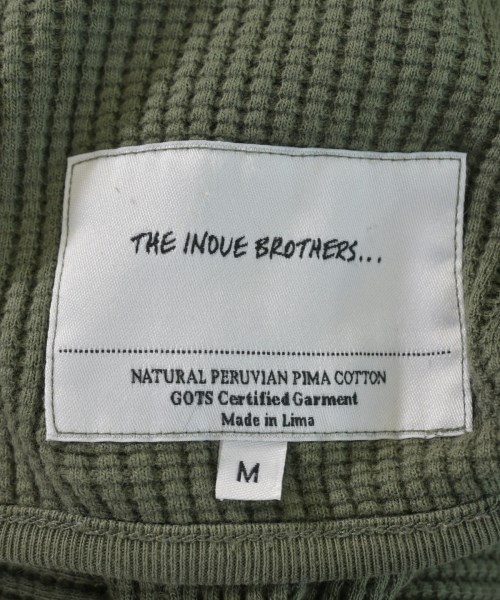 THE INOUE BROTHERS...
NATURAL PERUVIAN PIMA COTTON
GOTS Certified Garment
Made in Lima
M